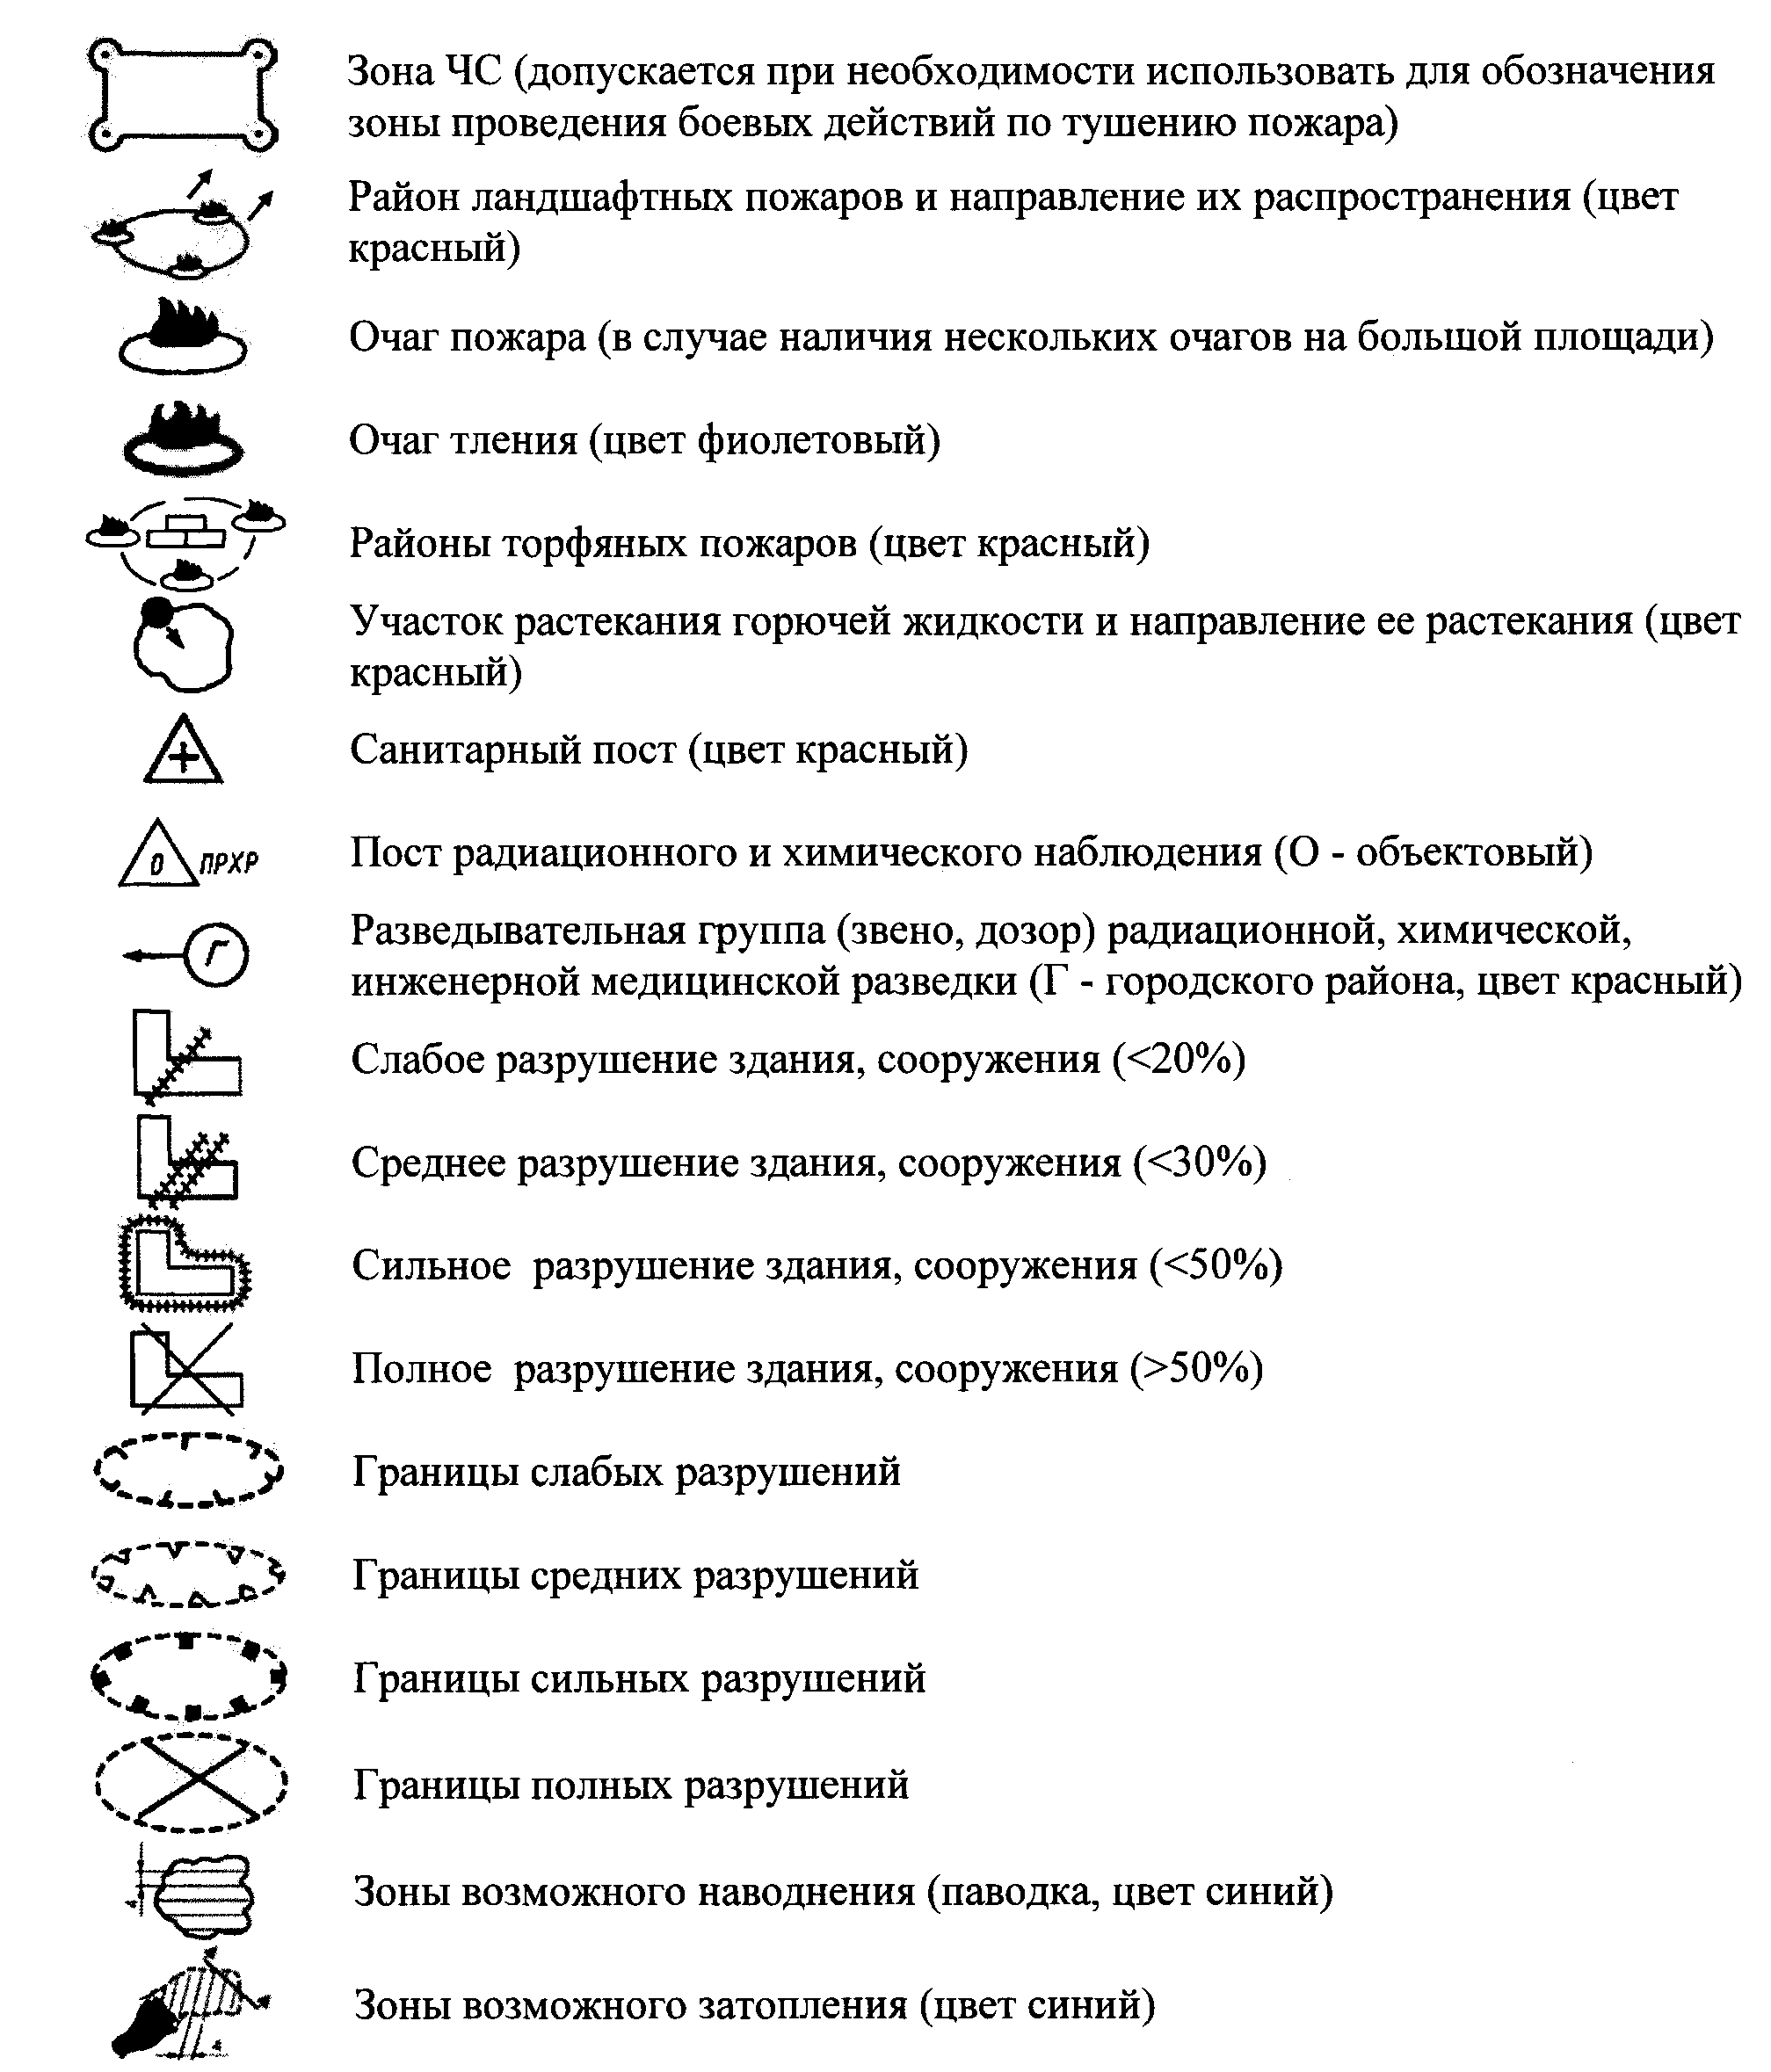 Зона ЧС (допускается при необходимости использовать для обозначения
зоны проведения боевых действий по тушению пожара)
Район ландшафтных пожаров и направление их распространения (цвет
красный)
Очаг пожара (в случае наличия нескольких очагов на большой площади)
Очаг тления (цвет фиолетовый)
Районы торфяных пожаров (цвет красный)
Участок растекания горючей жидкости и направление ее растекания (цвет
красный)
Санитарный пост (цвет красный)
О ПРХР
Пост радиационного и химического наблюдения (О - объектовый)
Г
Разведывательная группа (звено, дозор) радиационной, химической,
инженерной медицинской разведки (Г - городского района, цвет красный)
Слабое разрушение здания, сооружения (<20%)
Среднее разрушение здания, сооружения (<30%)
Сильное  разрушение здания, сооружения (<50%)
Полное  разрушение здания, сооружения (>50%)
Границы слабых разрушений
Границы средних разрушений
Границы сильных разрушений
Границы полных разрушений
Зоны возможного наводнения (паводка, цвет синий)
Зоны возможного затопления (цвет синий)